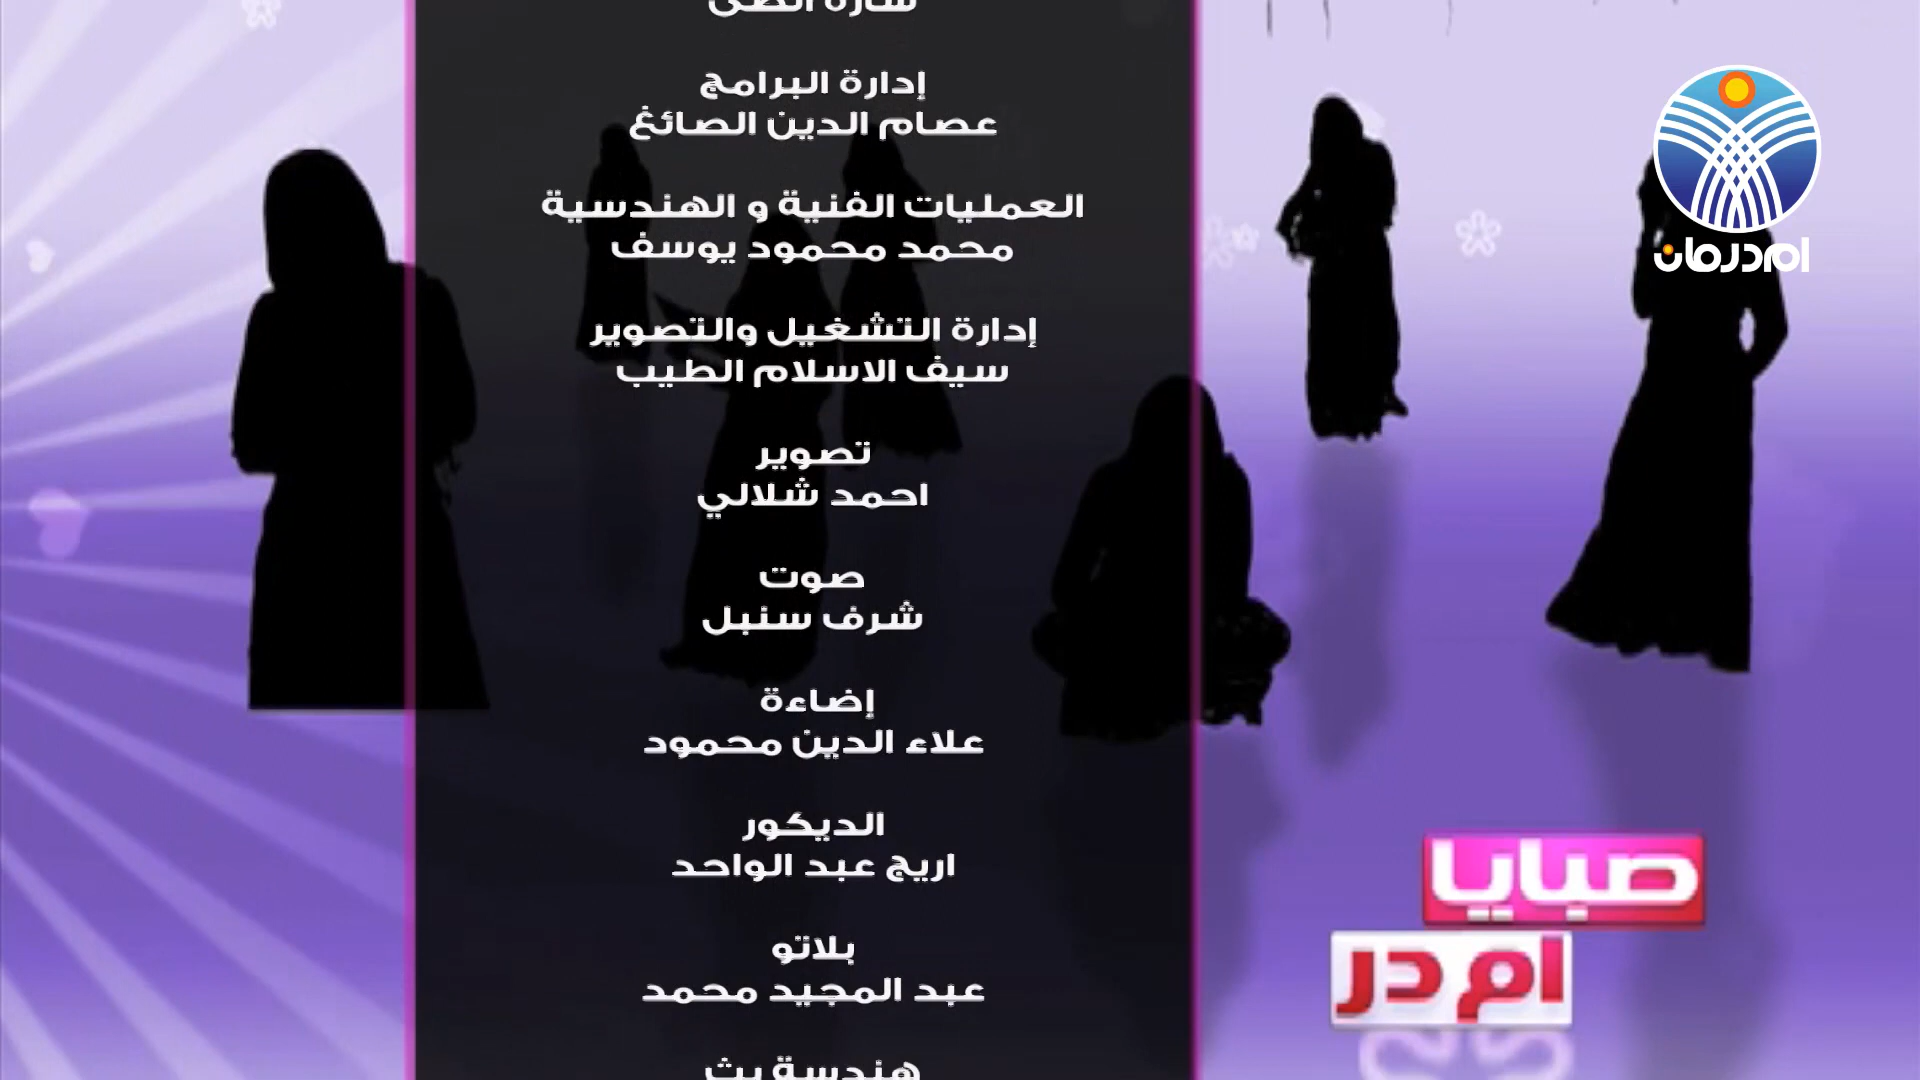 إدارة البرامج
عصام الدين الصائغ
العمليات الفنية و الهندسية
محمد محمود يوسف
إدارة التشغيل والتصوير
سيف الاسلام الطيب
تصوير
احمد شلالي
صوت
شرف سنبل
إضاءة
علاء الدين محمود
الديكور
اريج عبد الواحد
بلاتو
عبد المجيد محمد
هندسة بث
امدرمان
صبايا
ام در